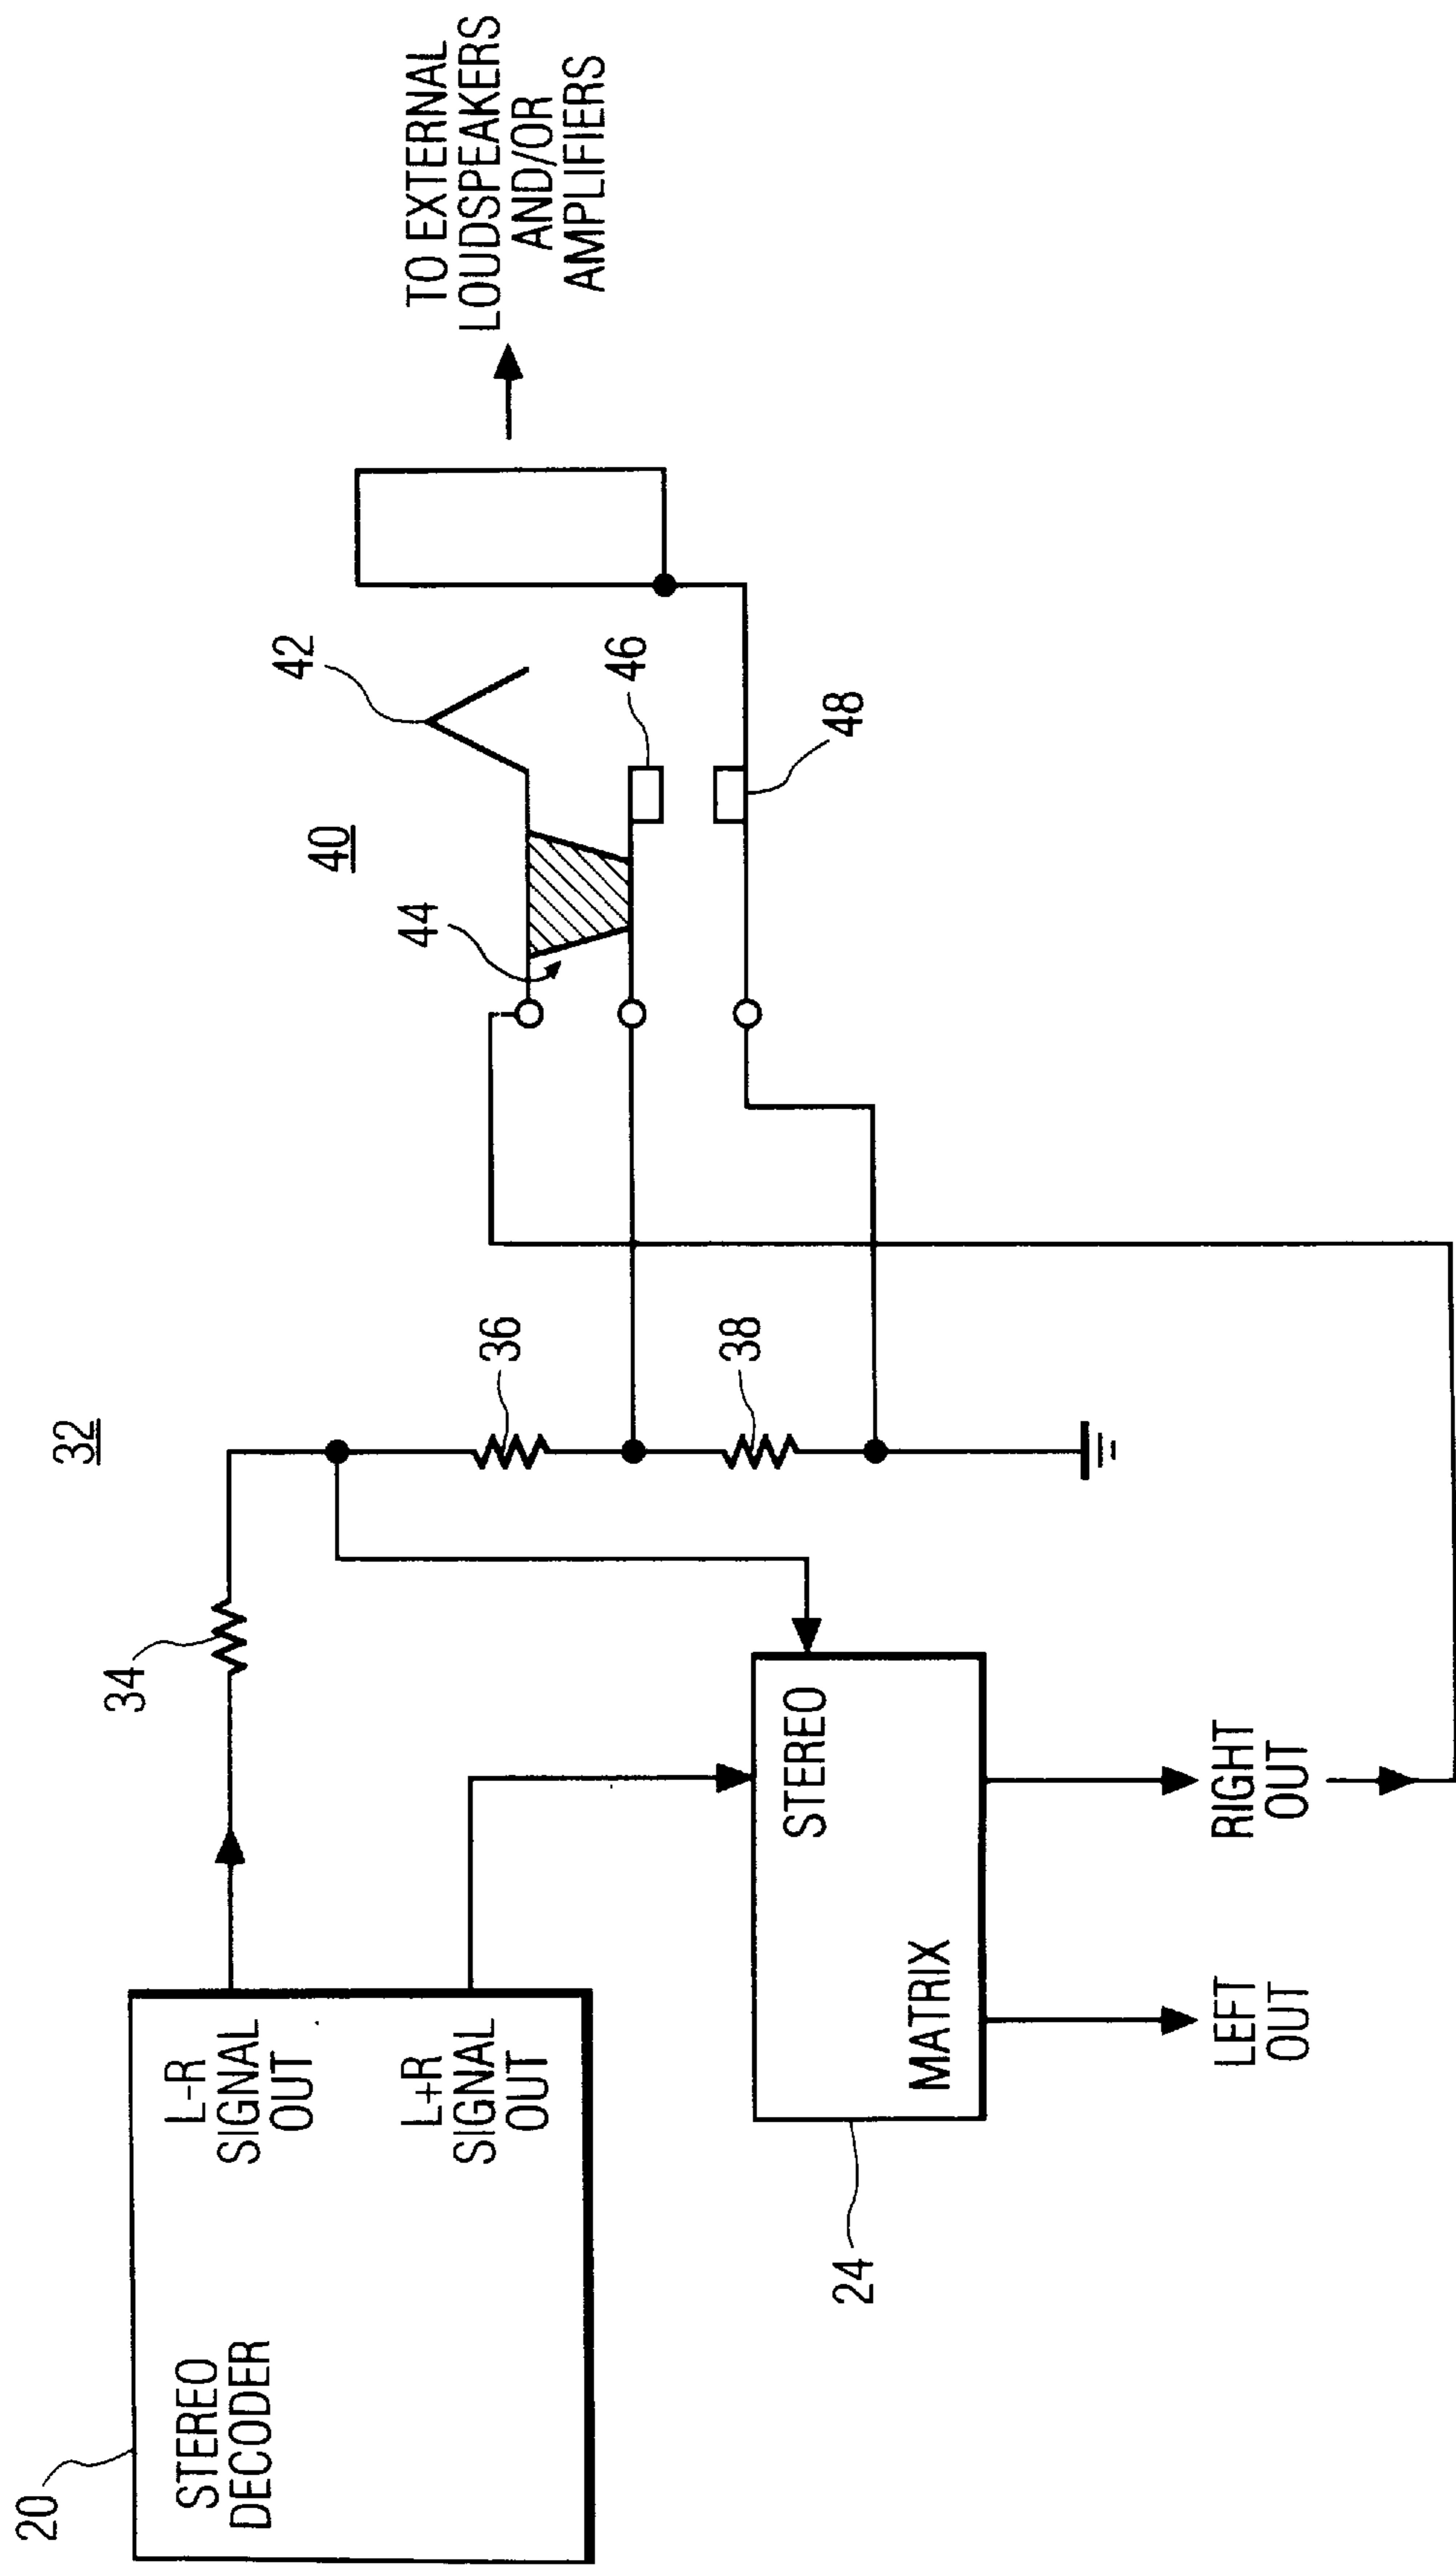 32
20
STEREO
DECODER
L-R
SIGNAL
OUT
L+R
SIGNAL
OUT
34
36
38
40
42
44
46
48
TO EXTERNAL
LOUDSPEAKERS
AND/OR
AMPLIFIERS
24
STEREO
MATRIX
LEFT
OUT
RIGHT
OUT